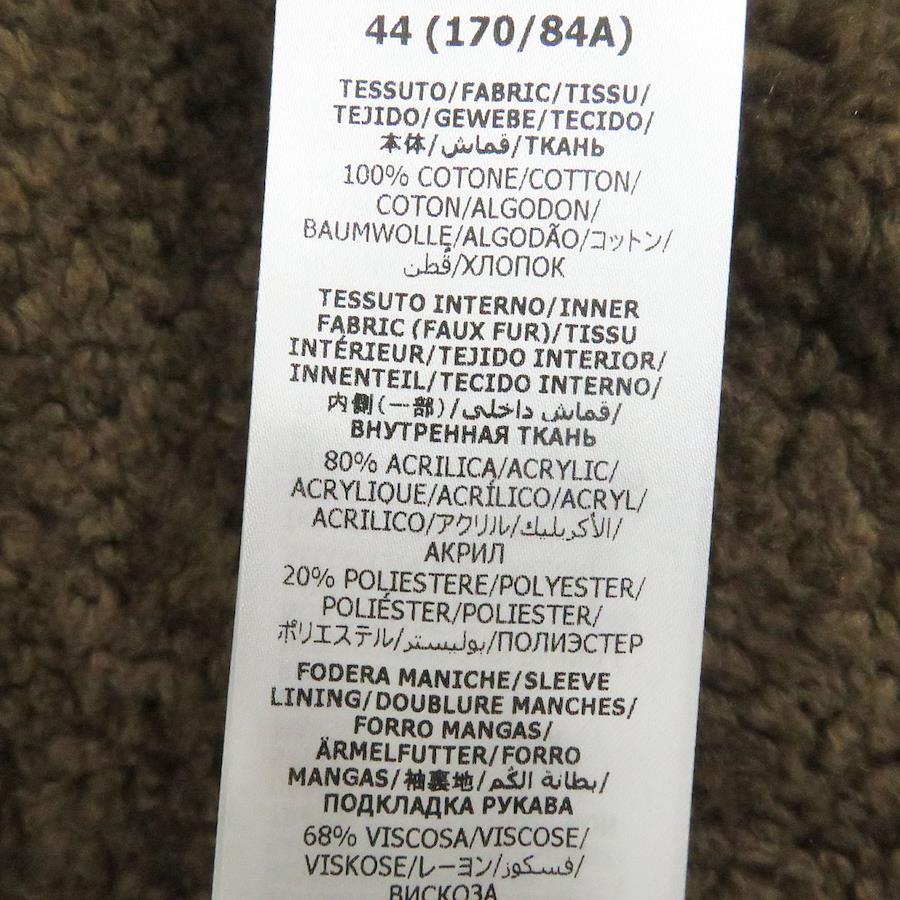 44 (170/84A)
TESSUTO/FABRIC/TISSU/
TEJIDO/GEWEBE/TECIDO/
本体/قماش/ТКАНЬ
100% COTONE/COTTON/
COTON/ALGODON/
BAUMWOLLE/ALGODÃO/コットン/
قُطن/ХЛОПОК
TESSUTO INTERNO/INNER
FABRIC (FAUX FUR)/TISSU
INTÉRIEUR/TEJIDO INTERIOR/
INNENTEIL/TECIDO INTERNO/
内側(一部)/قماش داخلى/
ВНУТРЕННАЯ ТКАНЬ
80% ACRILICA/ACRYLIC/
ACRYLIQUE/ACRÍLICO/ACRYL/
ACRILICO/アクリル/الأكريليك/
АКРИЛ
20% POLIESTERE/POLYESTER/
POLIÉSTER/POLIESTER/
ポリエステル/بوليستر/ПОЛИЭСТЕР
FODERA MANICHE/SLEEVE
LINING/DOUBLURE MANCHES/
FORRO MANGAS/
ÄRMELFUTTER/FORRO
MANGAS/袖裏地/بطانة الكُم/
ПОДКЛАДКА РУКАВА
68% VISCOSA/VISCOSE/
VISKOSE/レーヨン/فسكوز/
ВИСКОЗА